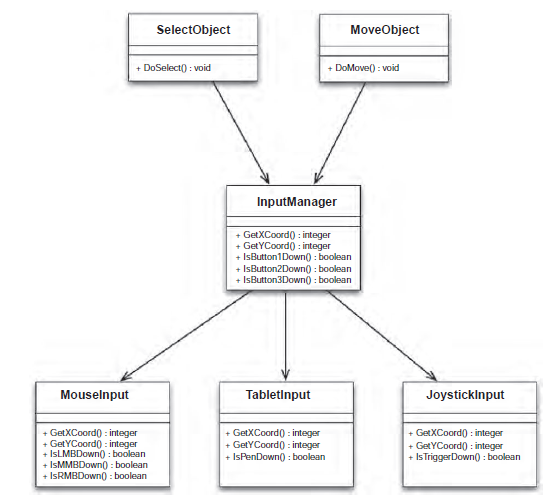 SelectObject
+ DoSelect() : void
MoveObject
+ DoMove() : void
InputManager
+ GetXCoord() : integer
+ GetYCoord() : integer
+ IsButton1Down() : boolean
+ IsButton2Down() : boolean
+ IsButton3Down() : boolean
MouseInput
+ GetXCoord() : integer
+ GetYCoord() : integer
+ IsLMBDown() : boolean
+ IsMMBDown() : boolean
+ IsRMBDown() : boolean
TabletInput
+ GetXCoord() : integer
+ GetYCoord() : integer
+ IsPenDown() : boolean
JoystickInput
+ GetXCoord() : integer
+ GetYCoord() : integer
+ IsTriggerDown() : boolean